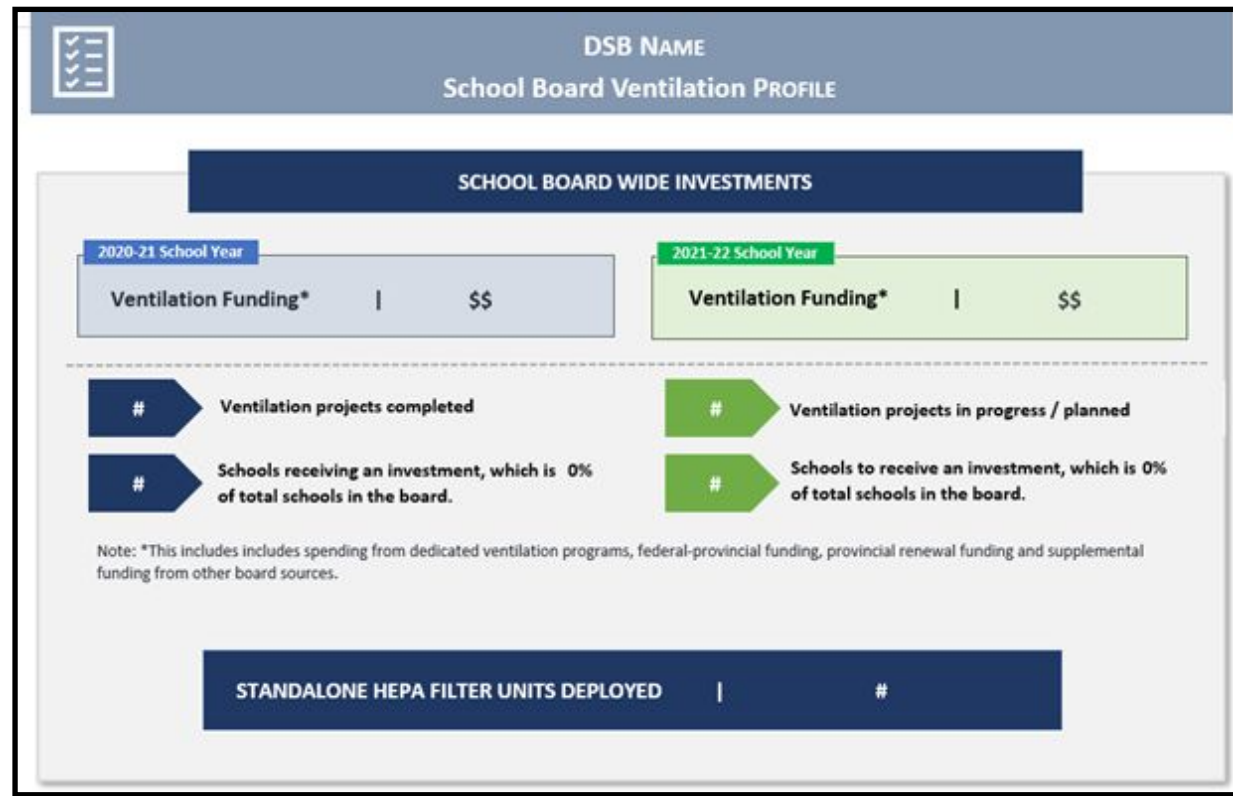 DSB NAME
School Board Ventilation PROFILE
SCHOOL BOARD WIDE INVESTMENTS
2020-21 School Year
Ventilation Funding* | $$
2021-22 School Year
Ventilation Funding* | $$
# Ventilation projects completed
# Ventilation projects in progress / planned
# Schools receiving an investment, which is 0%
of total schools in the board.
# Schools to receive an investment, which is 0%
of total schools in the board.
Note: *This includes includes spending from dedicated ventilation programs, federal-provincial funding, provincial renewal funding and supplemental
funding from other board sources.
STANDALONE HEPA FILTER UNITS DEPLOYED | #